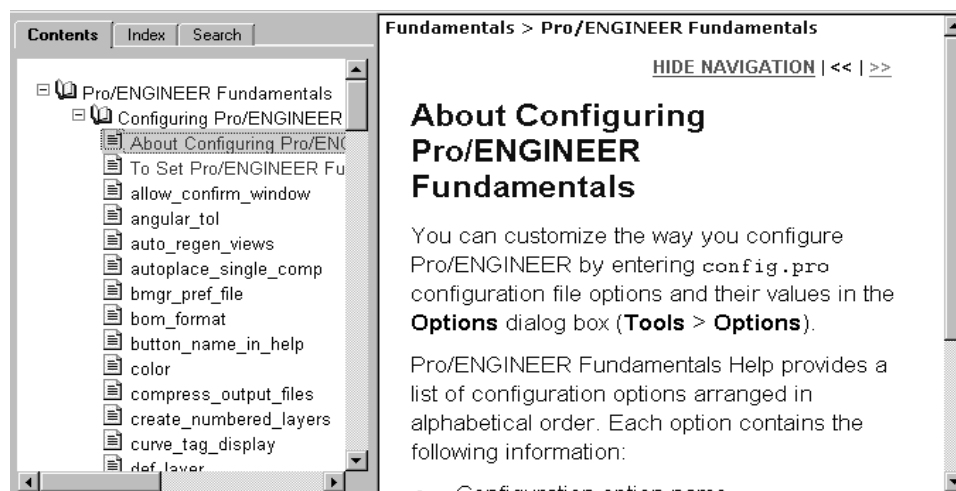 Contents Index Search
Pro/ENGINEER Fundamentals
Configuring Pro/ENGINEER
About Configuring Pro/ENG
To Set Pro/ENGINEER Fu
allow_confirm_window
angular_tol
auto_regen_views
autoplace_single_comp
bmgr_pref_file
bom_format
button_name_in_help
color
compress_output_files
create_numbered_layers
curve_tag_display
def_layer
Fundamentals > Pro/ENGINEER Fundamentals
HIDE NAVIGATION | << | >>
About Configuring
Pro/ENGINEER
Fundamentals
You can customize the way you configure
Pro/ENGINEER by entering config.pro
configuration file options and their values in the
Options dialog box (Tools > Options).
Pro/ENGINEER Fundamentals Help provides a
list of configuration options arranged in
alphabetical order. Each option contains the
following information:
Configuration option name